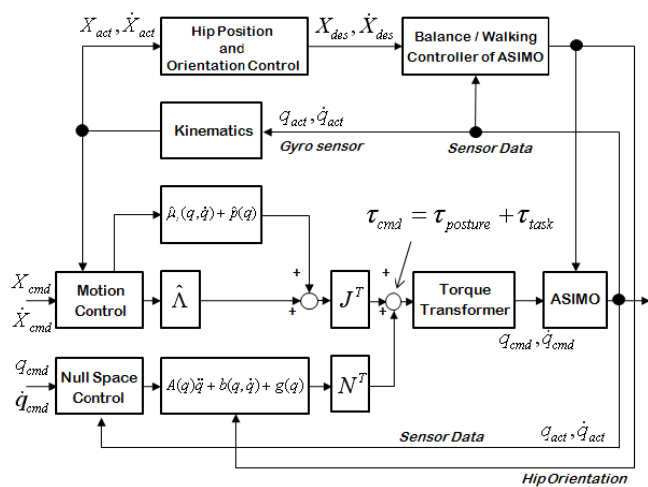 X_act, Ẋ_act
Hip Position
and
Orientation Control
X_des, Ẋ_des
Balance / Walking
Controller of ASIMO
Kinematics
q_act, q̇_act
Gyro sensor
Sensor Data
μ̂_t(q,q̇) + p̂(q)
τ_cmd = τ_posture + τ_task
X_cmd
Ẋ_cmd
Motion
Control
Λ̂
+
+
J^T
+
+
Torque
Transformer
ASIMO
q_cmd, q̇_cmd
q_cmd
q̇_cmd
Null Space
Control
A(q)q̈ + b(q,q̇) + g(q)
N^T
Sensor Data
q_act, q̇_act
Hip Orientation